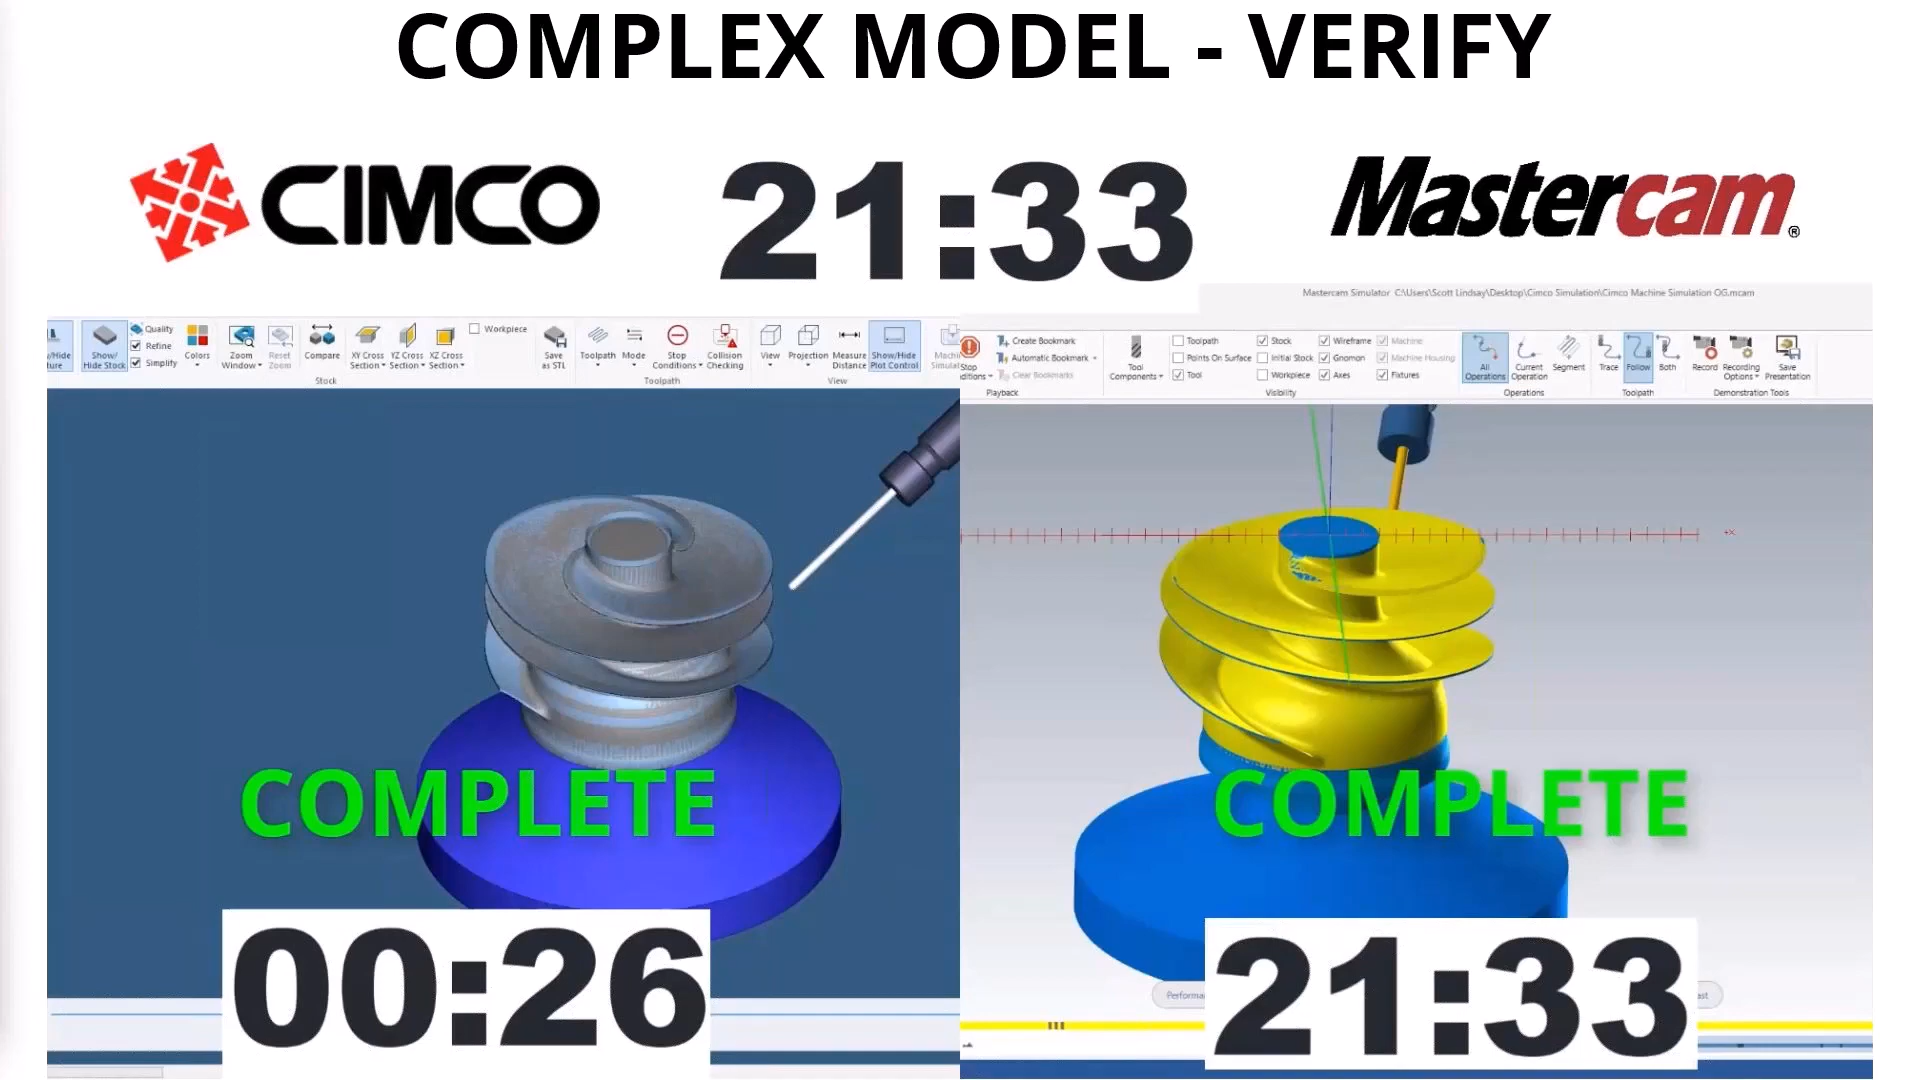 COMPLEX MODEL - VERIFY
CIMCO
21:33
Mastercam®
Mastercam Simulator C:\Users\Scott Lindsay\Desktop\Cimco Simulation\Cimco Machine Simulation OG.mcam
Show/
Hide Stock
Quality
Refine
Simplify
Colors
Zoom
Window
Reset
Zoom
Compare
XY Cross
Section
YZ Cross
Section
XZ Cross
Section
Workpiece
Stock
Save
as STL
Toolpath
Mode
Stop
Conditions
Collision
Checking
Toolpath
View
Projection
Measure
Distance
Show/Hide
Plot Control
View
Stop
Create Bookmark
Automatic Bookmark
Clear Bookmarks
Playback
Tool
Components
Toolpath
Points On Surface
Tool
Stock
Initial Stock
Workpiece
Wireframe
Gnomon
Axes
Machine
Machine Housing
Fixtures
Visibility
All
Operations
Current
Operation
Segment
Operations
Trace
Follow
Both
Toolpath
Record
Recording
Options
Save
Presentation
Demonstration Tools
+X
COMPLETE
COMPLETE
00:26
21:33